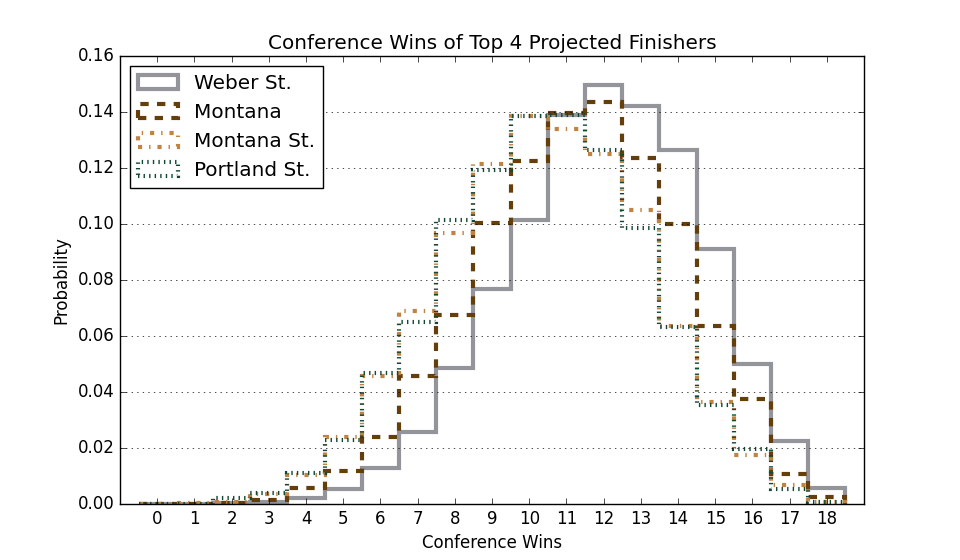 Conference Wins of Top 4 Projected Finishers
0.16
0.14
0.12
0.10
0.08
0.06
0.04
0.02
0.00
Probability
Weber St.
Montana
Montana St.
Portland St.
0 1 2 3 4 5 6 7 8 9 10 11 12 13 14 15 16 17 18
Conference Wins